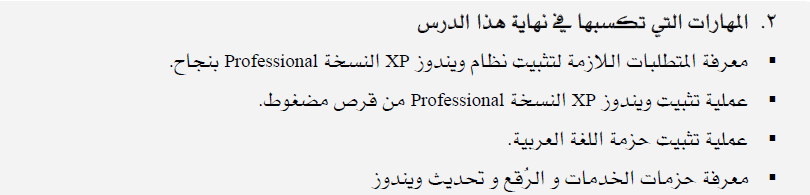 ٢. المهارات التي تكسبها في نهاية هذا الدرس
▪ معرفة المتطلبات اللازمة لتثبيت نظام ويندوز XP النسخة Professional بنجاح.
▪ عملية تثبيت ويندوز XP النسخة Professional من قرص مضغوط.
▪ عملية تثبيت حزمة اللغة العربية.
▪ معرفة حزمات الخدمات و الرُقع و تحديث ويندوز